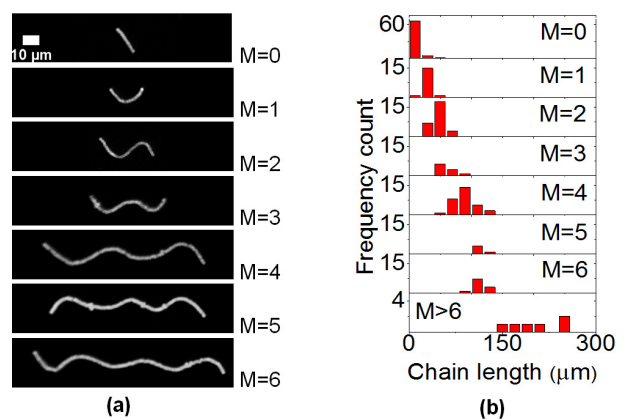 10 μm
M=0
M=1
M=2
M=3
M=4
M=5
M=6
(a)
Frequency count
60
M=0
15
M=1
15
M=2
15
M=3
15
M=4
15
M=5
15
M=6
4
M>6
0
150
300
Chain length (μm)
(b)